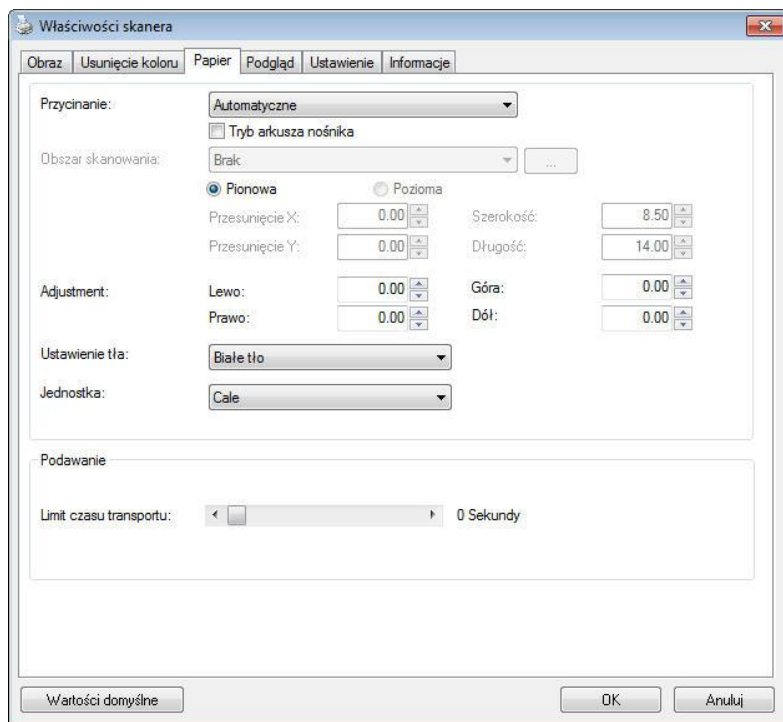 Właściwości skanera
Obraz Usunięcie koloru Papier Podgląd Ustawienie Informacje
Przycinanie: Automatyczne
Tryb arkusza nośnika
Obszar skanowania: Brak ...
Pionowa Pozioma
Przesunięcie X: 0.00 Szerokość: 8.50
Przesunięcie Y: 0.00 Długość: 14.00
Adjustment: Lewo: 0.00 Góra: 0.00
Prawo: 0.00 Dół: 0.00
Ustawienie tła: Białe tło
Jednostka: Cale
Podawanie
Limit czasu transportu: 0 Sekundy
Wartości domyślne OK Anuluj